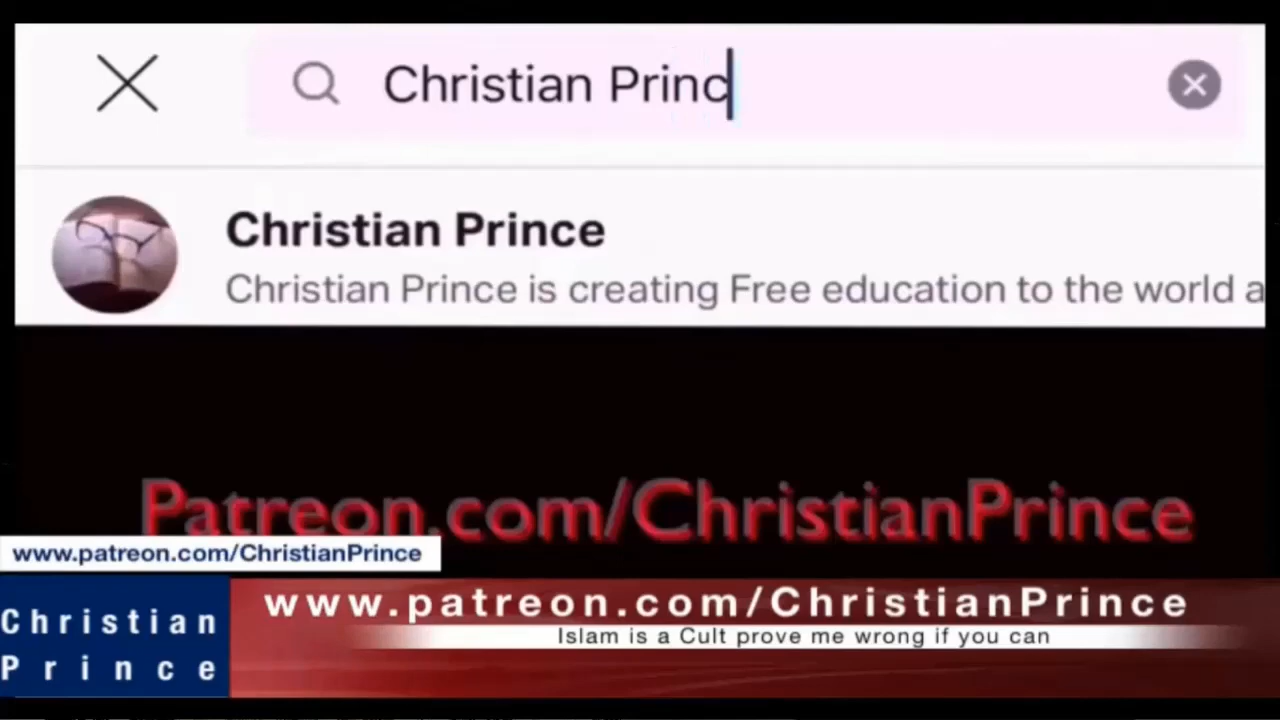 Christian Princ
Christian Prince
Christian Prince is creating Free education to the world a
Patreon.com/ChristianPrince
www.patreon.com/ChristianPrince
Christian
Prince
www.patreon.com/ChristianPrince
Islam is a Cult prove me wrong if you can